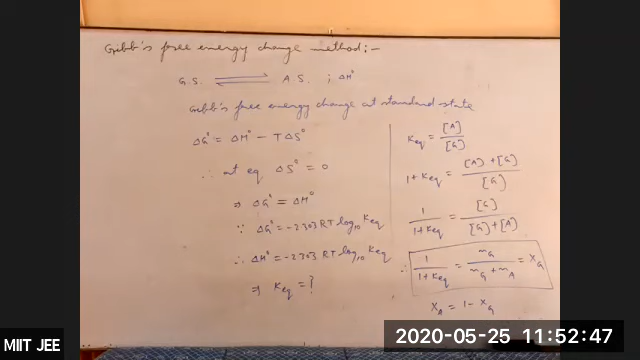 Gibb's free energy change method:-
G.S. ⇌ A.S. ; ΔH°
Gibb's free energy change at standard state
ΔG° = ΔH° - TΔS°
∴ at eq ΔS° = 0
⇒ ΔG° = ΔH°
∵ ΔG° = -2.303 RT log₁₀ Keq
∴ ΔH° = -2.303 RT log₁₀ Keq
⇒ Keq = ?
Keq = [A]/[G]
1 + Keq = [A] + [G]/[G]
1/1+Keq = [G]/[G] + [A]
∴ 1/1+Keq = nG/nG + nA = XG
XA = 1 - XG
MIIT JEE
2020-05-25 11:52:47